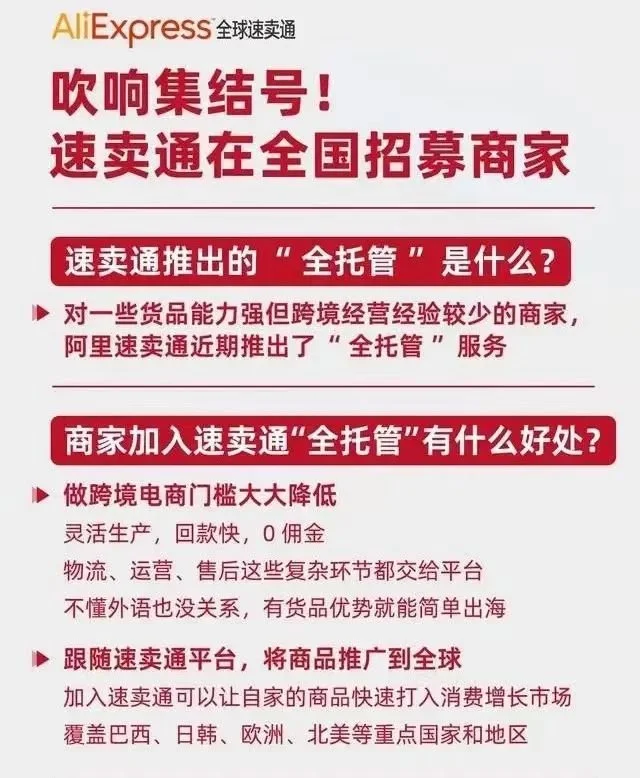 AliExpress 全球速卖通
吹响集结号！
速卖通在全国招募商家
速卖通推出的 “ 全托管 ” 是什么？
对一些货品能力强但跨境经营经验较少的商家，
阿里速卖通近期推出了 “ 全托管 ” 服务
商家加入速卖通“全托管”有什么好处？
做跨境电商门槛大大降低
灵活生产，回款快，0 佣金
物流、运营、售后这些复杂环节都交给平台
不懂外语也没关系，有货品优势就能简单出海
跟随速卖通平台，将商品推广到全球
加入速卖通可以让自家的商品快速打入消费增长市场
覆盖巴西、日韩、欧洲、北美等重点国家和地区